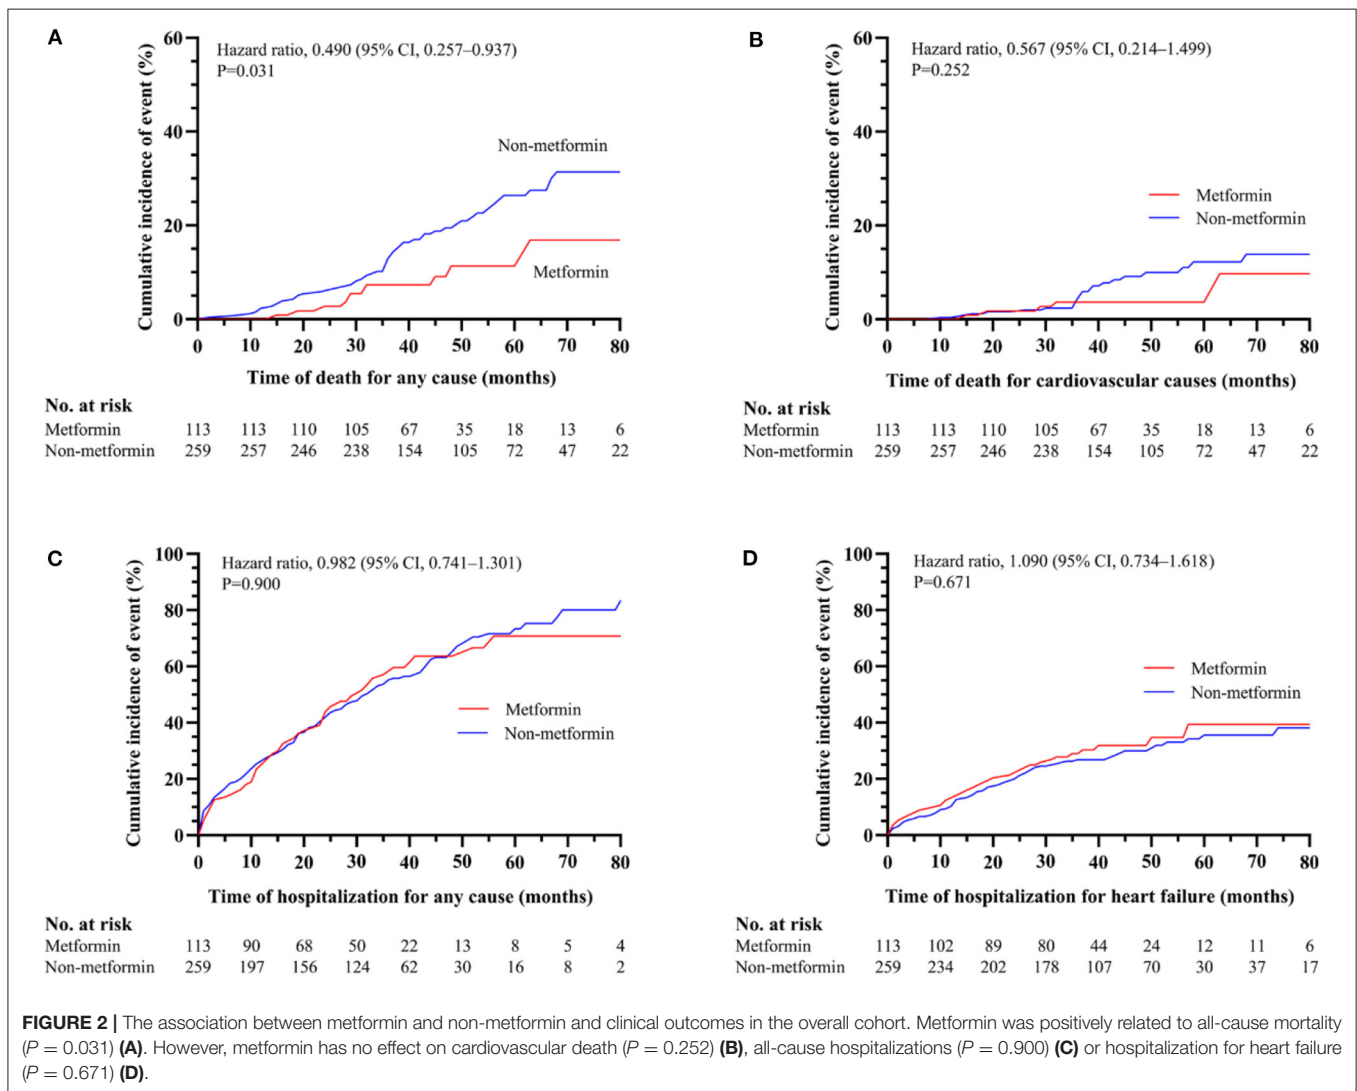 A
Hazard ratio, 0.490 (95% CI, 0.257–0.937)
P=0.031
Cumulative incidence of event (%)
60
40
20
0
Non-metformin
Metformin
0 10 20 30 40 50 60 70 80
Time of death for any cause (months)
No. at risk
Metformin 113 113 110 105 67 35 18 13 6
Non-metformin 259 257 246 238 154 105 72 47 22
B
Hazard ratio, 0.567 (95% CI, 0.214–1.499)
P=0.252
Cumulative incidence of event (%)
60
40
20
0
Metformin
Non-metformin
0 10 20 30 40 50 60 70 80
Time of death for cardiovascular causes (months)
No. at risk
Metformin 113 113 110 105 67 35 18 13 6
Non-metformin 259 257 246 238 154 105 72 47 22
C
Hazard ratio, 0.982 (95% CI, 0.741–1.301)
P=0.900
Cumulative incidence of event (%)
100
80
60
40
20
0
Metformin
Non-metformin
0 10 20 30 40 50 60 70 80
Time of hospitalization for any cause (months)
No. at risk
Metformin 113 90 68 50 22 13 8 5 4
Non-metformin 259 197 156 124 62 30 16 8 2
D
Hazard ratio, 1.090 (95% CI, 0.734–1.618)
P=0.671
Cumulative incidence of event (%)
100
80
60
40
20
0
Metformin
Non-metformin
0 10 20 30 40 50 60 70 80
Time of hospitalization for heart failure (months)
No. at risk
Metformin 113 102 89 80 44 24 12 11 6
Non-metformin 259 234 202 178 107 70 30 37 17
FIGURE 2 | The association between metformin and non-metformin and clinical outcomes in the overall cohort. Metformin was positively related to all-cause mortality
(P = 0.031) (A). However, metformin has no effect on cardiovascular death (P = 0.252) (B), all-cause hospitalizations (P = 0.900) (C) or hospitalization for heart failure
(P = 0.671) (D).